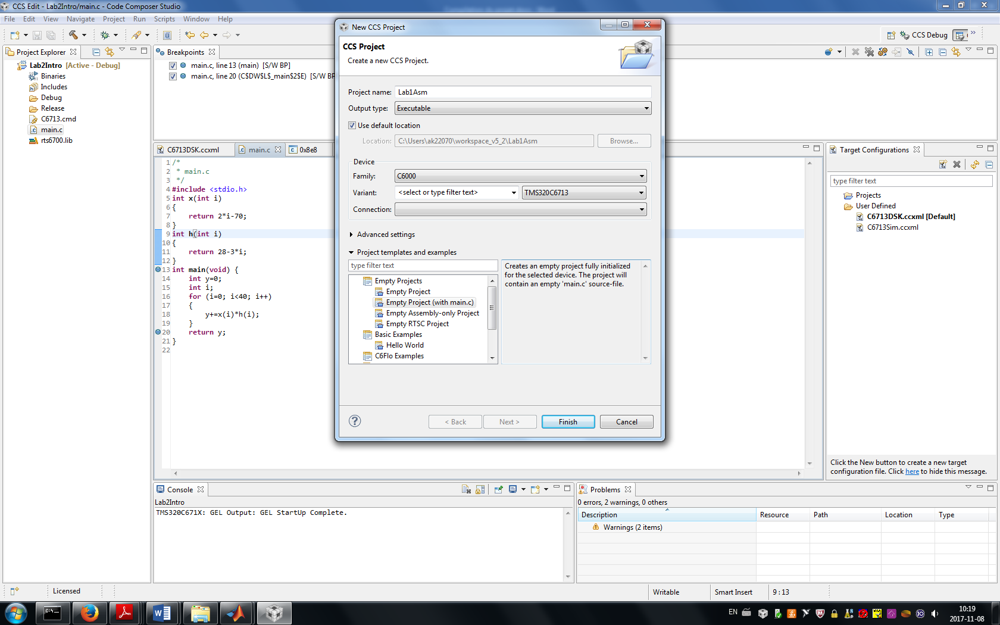 CCS Edit - Lab2Intro/main.c - Code Composer Studio
File Edit View Navigate Project Run Scripts Window Help
CCS Debug
Project Explorer
Lab2Intro [Active - Debug]
Binaries
Includes
Debug
Release
C6713.cmd
main.c
rts6700.lib
Breakpoints
main.c, line 13 (main) [S/W BP]
main.c, line 20 (C$DW$L$_main$2$E) [S/W BP
C6713DSK.ccxml
main.c
0x8e8
1 /*
2 * main.c
3 */
4 #include <stdio.h>
5 int x(int i)
6 {
7 return 2*i-70;
8 }
9 int h(int i)
10 {
11 return 28-3*i;
12 }
13 int main(void) {
14 int y=0;
15 int i;
16 for (i=0; i<40; i++)
17 {
18 y+=x(i)*h(i);
19 }
20 return y;
21 }
22
New CCS Project
CCS Project
Create a new CCS Project.
Project name: Lab1Asm
Output type: Executable
Use default location
Location: C:\Users\ak22070\workspace_v5_2\Lab1Asm Browse...
Device
Family: C6000
Variant: <select or type filter text> TMS320C6713
Connection:
Advanced settings
Project templates and examples
type filter text
Empty Projects
Empty Project
Empty Project (with main.c)
Empty Assembly-only Project
Empty RTSC Project
Basic Examples
Hello World
C6Flo Examples
Creates an empty project fully initialized
for the selected device. The project will
contain an empty 'main.c' source-file.
< Back Next > Finish Cancel
Target Configurations
type filter text
Projects
User Defined
C6713DSK.ccxml [Default]
C6713Sim.ccxml
Click the New button to create a new target
configuration file. Click here to hide this message.
Console
Lab2Intro
TMS320C671X: GEL Output: GEL StartUp Complete.
Problems
0 errors, 2 warnings, 0 others
Description Resource Path Location Type
Warnings (2 items)
Licensed
Writable Smart Insert 9 : 13
EN
10:19
2017-11-08